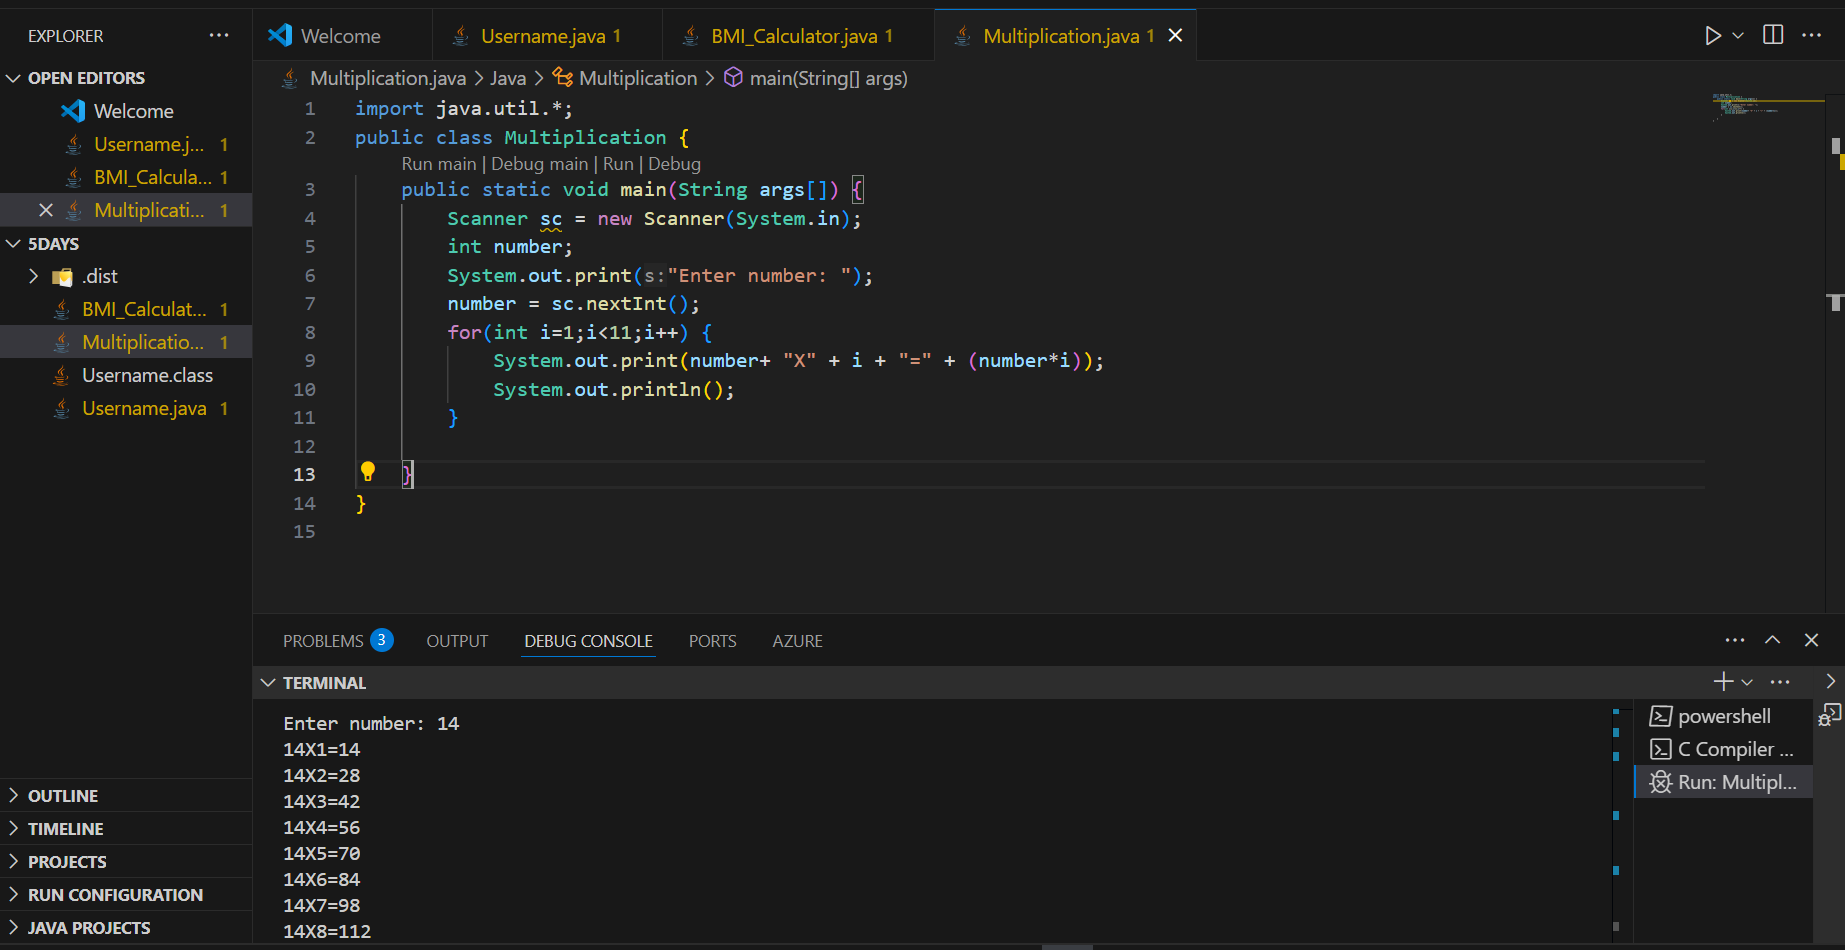 EXPLORER
OPEN EDITORS
Welcome
Username.j... 1
BMI_Calcula... 1
Multiplicati... 1
5DAYS
.dist
BMI_Calculat... 1
Multiplicatio... 1
Username.class
Username.java 1
OUTLINE
TIMELINE
PROJECTS
RUN CONFIGURATION
JAVA PROJECTS
Welcome Username.java 1 BMI_Calculator.java 1 Multiplication.java 1
Multiplication.java > Java > Multiplication > main(String[] args)
1 import java.util.*;
2 public class Multiplication {
Run main | Debug main | Run | Debug
3 public static void main(String args[]) {
4 Scanner sc = new Scanner(System.in);
5 int number;
6 System.out.print(s:"Enter number: ");
7 number = sc.nextInt();
8 for(int i=1;i<11;i++) {
9 System.out.print(number+ "X" + i + "=" + (number*i));
10 System.out.println();
11 }
12
13 }
14 }
15
PROBLEMS 3 OUTPUT DEBUG CONSOLE PORTS AZURE
TERMINAL
Enter number: 14
14X1=14
14X2=28
14X3=42
14X4=56
14X5=70
14X6=84
14X7=98
14X8=112
powershell
C Compiler ...
Run: Multipl...